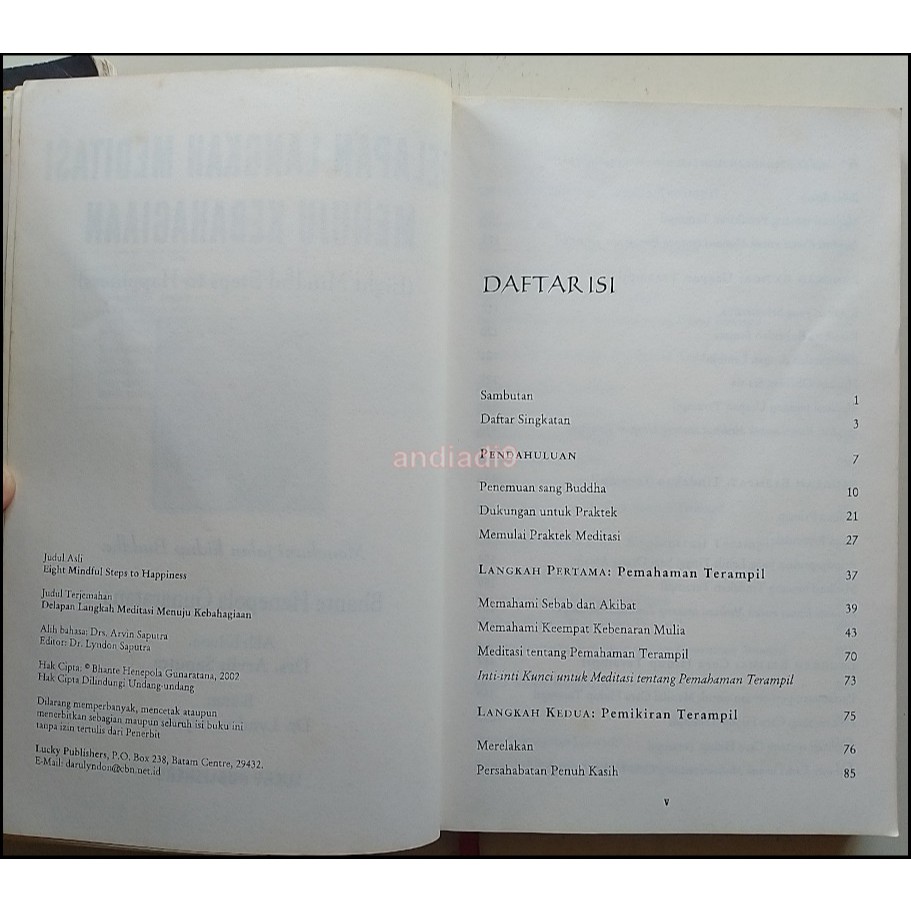 Judul Asli
Eight Mindful Steps to Happiness
Judul Terjemahan
Delapan Langkah Meditasi Menuju Kebahagiaan
Alih bahasa: Drs. Arvin Saputra
Editor: Dr. Lyndon Saputra
Hak Cipta: © Bhante Henepola Gunaratana, 2002
Hak Cipta Dilindungi Undang-undang
Dilarang memperbanyak, mencetak ataupun
menerbitkan sebagian maupun seluruh isi buku ini
tanpa izin tertulis dari Penerbit
Lucky Publishers, P.O. Box 238, Batam Centre, 29432.
E-Mail: darulyndon@cbn.net.id
DAFTAR ISI
Sambutan 1
Daftar Singkatan 3
andiadi9
PENDAHULUAN 7
Penemuan sang Buddha 10
Dukungan untuk Praktek 21
Memulai Praktek Meditasi 27
LANGKAH PERTAMA: Pemahaman Terampil 37
Memahami Sebab dan Akibat 39
Memahami Keempat Kebenaran Mulia 43
Meditasi tentang Pemahaman Terampil 70
Inti-inti Kunci untuk Meditasi tentang Pemahaman Terampil 73
LANGKAH KEDUA: Pemikiran Terampil 75
Merelakan 76
Persahabatan Penuh Kasih 85
v